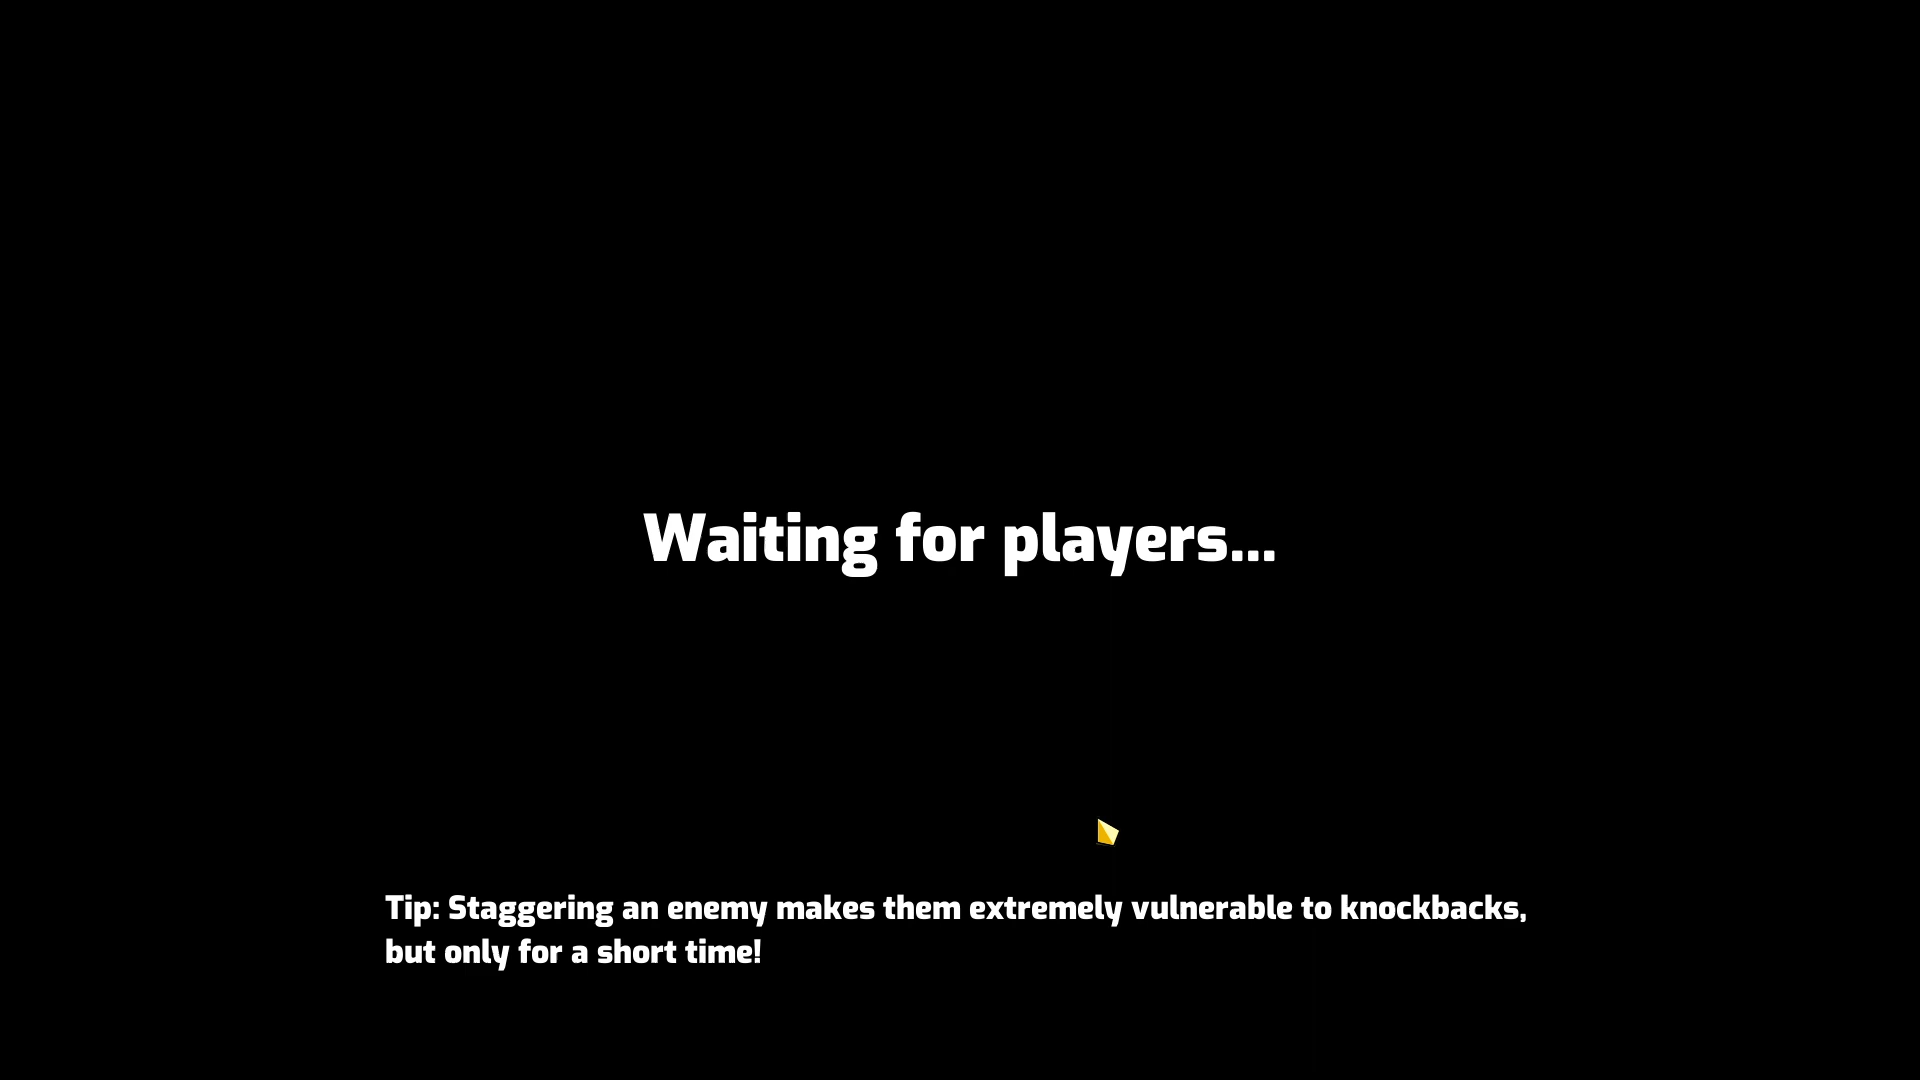 Waiting for players...
Tip: Staggering an enemy makes them extremely vulnerable to knockbacks,
but only for a short time!